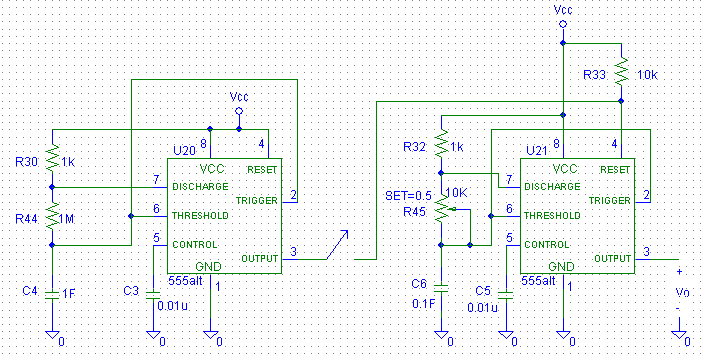 Vcc
R33
10k
Vcc
U20
8
4
R30
1k
VCC
RESET
7
DISCHARGE
2
TRIGGER
R44
1M
6
THRESHOLD
5
CONTROL
3
OUTPUT
GND
555alt
1
C4
1F
C3
0.01u
0
0
0
U21
8
4
R32
1k
VCC
RESET
7
DISCHARGE
SET=0.5
10K
2
TRIGGER
R45
6
THRESHOLD
5
CONTROL
3
OUTPUT
GND
555alt
1
C6
0.1F
C5
0.01u
+
Vo
-
0
0
0
0